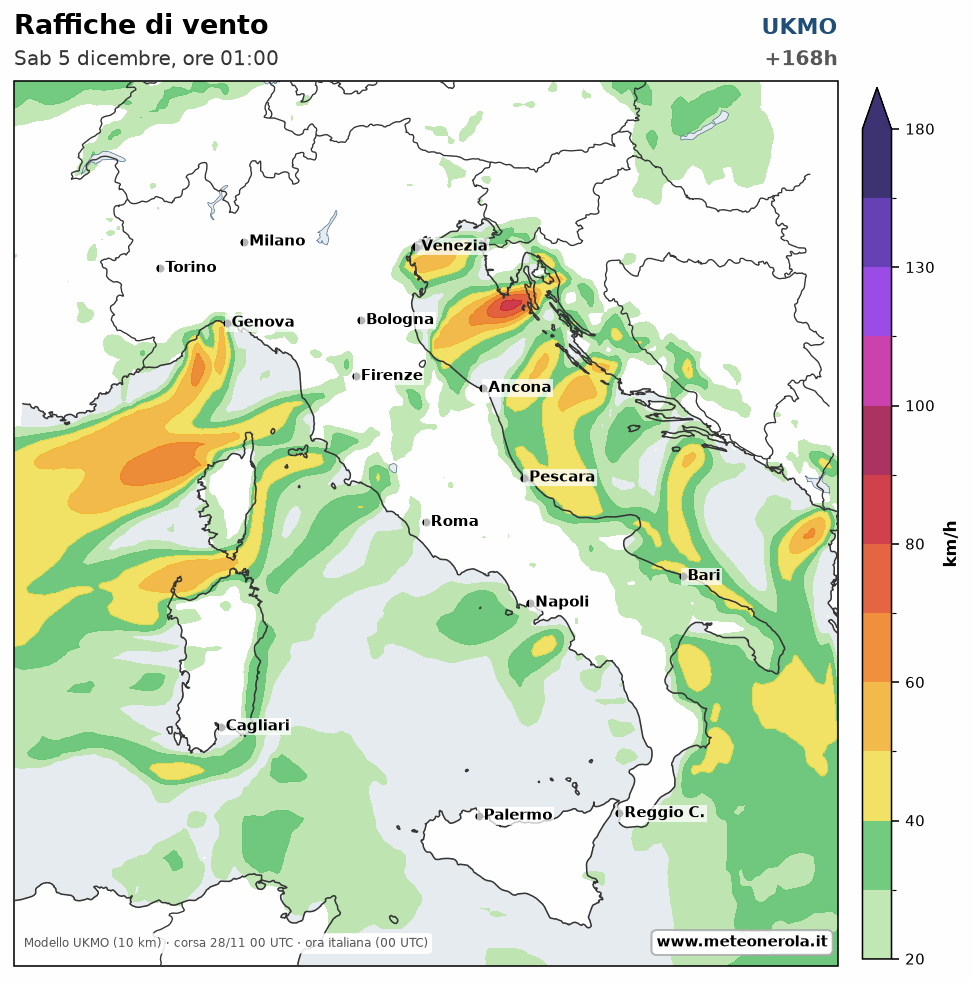 Raffiche di vento
UKMO
Sab 5 dicembre, ore 01:00
+168h
180
130
100
80
60
40
20
km/h
Milano
Venezia
Torino
Genova
Bologna
Firenze
Ancona
Pescara
Roma
Bari
Napoli
Cagliari
Palermo
Reggio C.
Modello UKMO (10 km) · corsa 28/11 00 UTC · ora italiana (00 UTC)
www.meteonerola.it